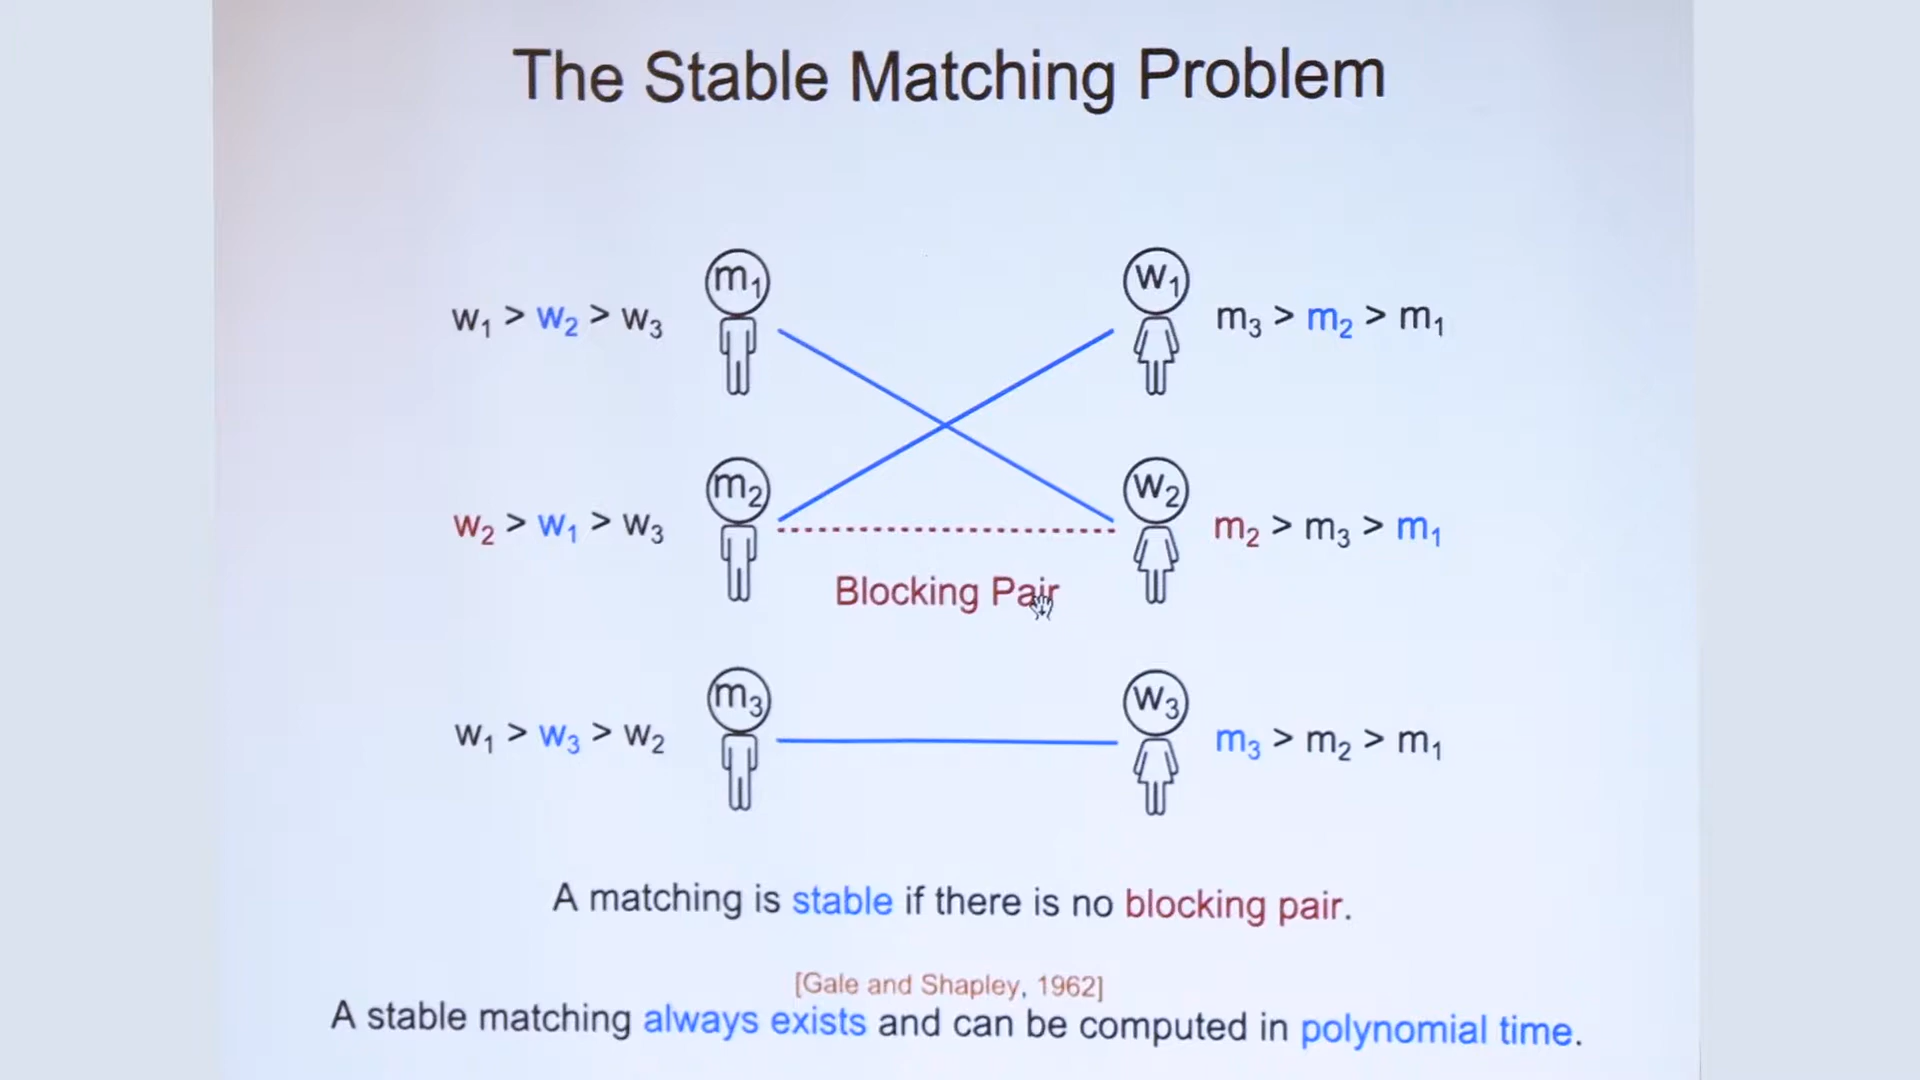 The Stable Matching Problem
w₁ > w₂ > w₃
m₁
w₁
m₃ > m₂ > m₁
w₂ > w₁ > w₃
m₂
w₂
m₂ > m₃ > m₁
Blocking Pair
w₁ > w₃ > w₂
m₃
w₃
m₃ > m₂ > m₁
A matching is stable if there is no blocking pair.
[Gale and Shapley, 1962]
A stable matching always exists and can be computed in polynomial time.